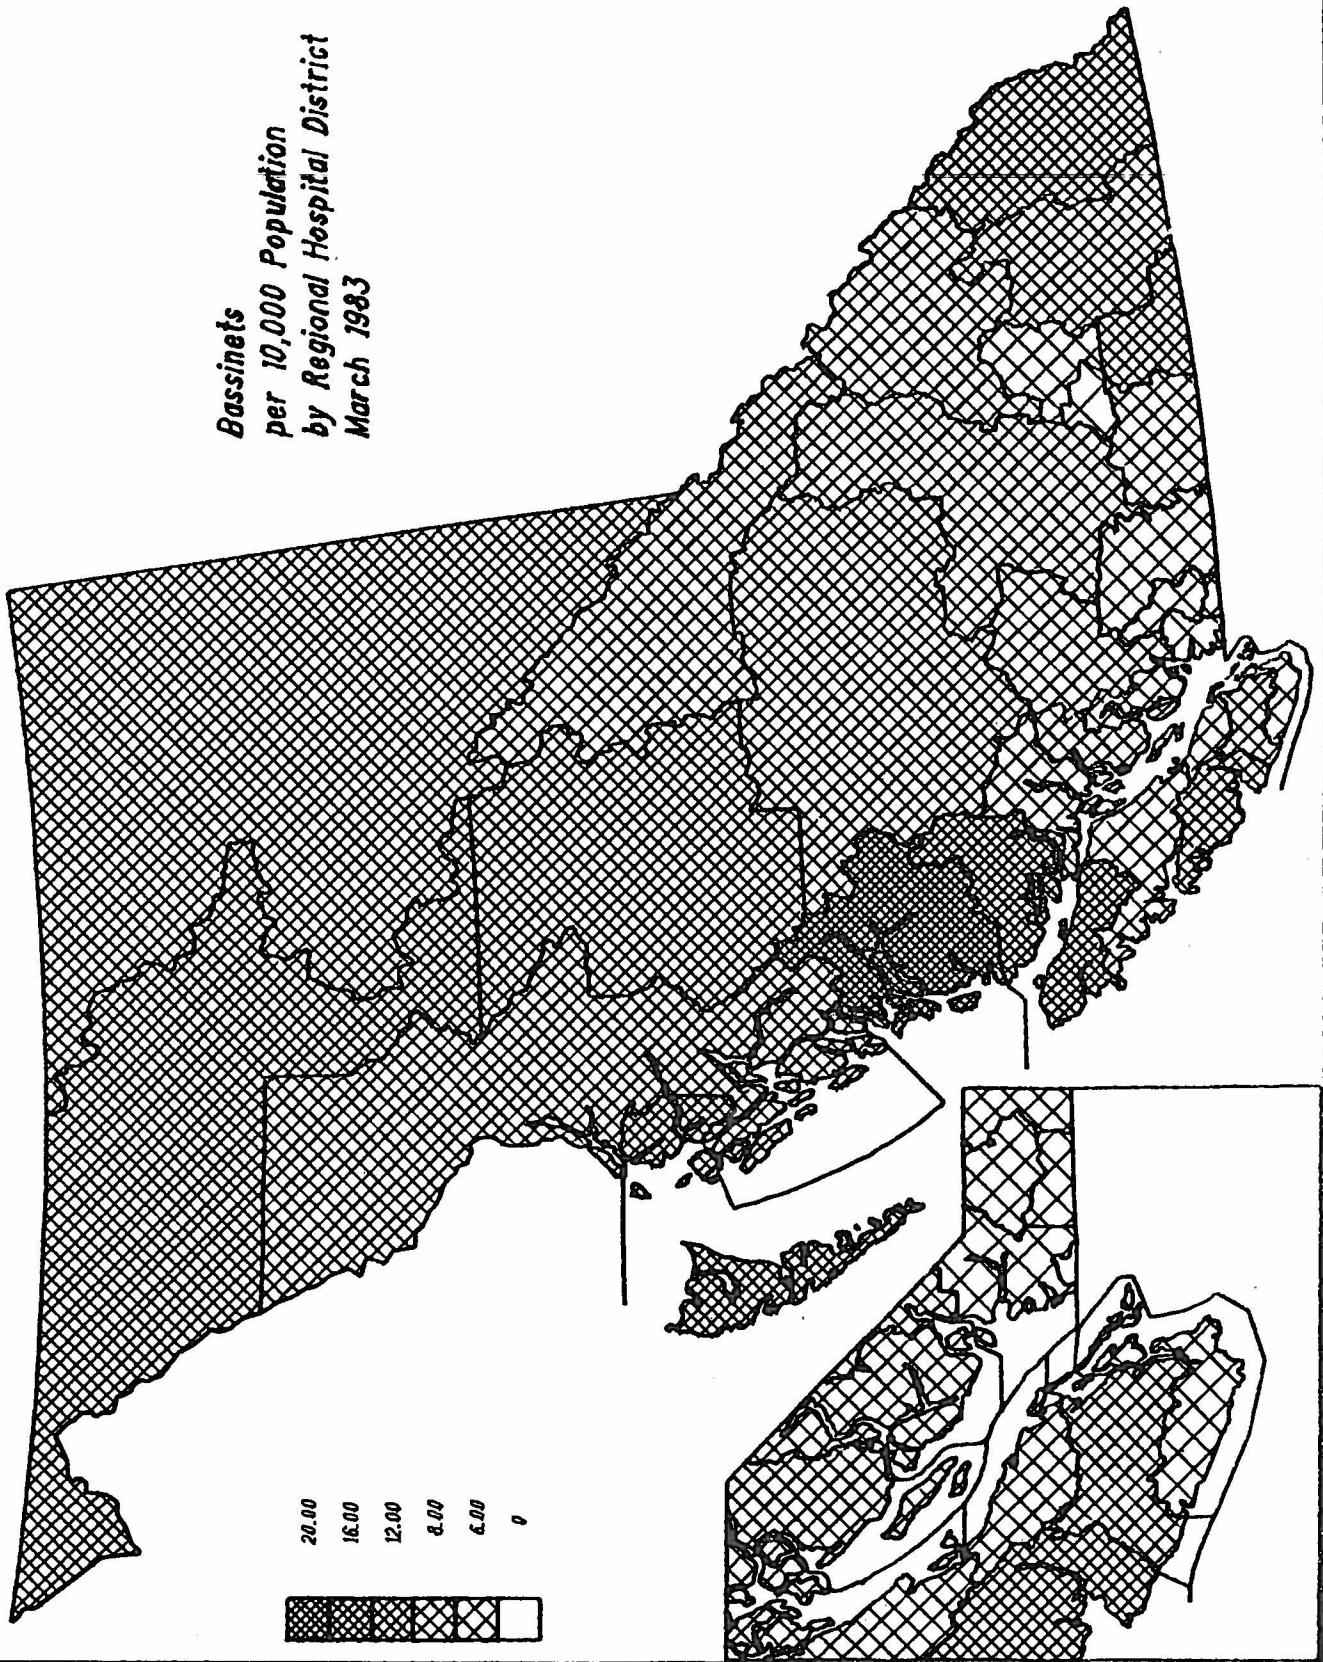 Bassinets
per 10,000 Population
by Regional Hospital District
March 1983
20.00
16.00
12.00
8.00
6.00
0